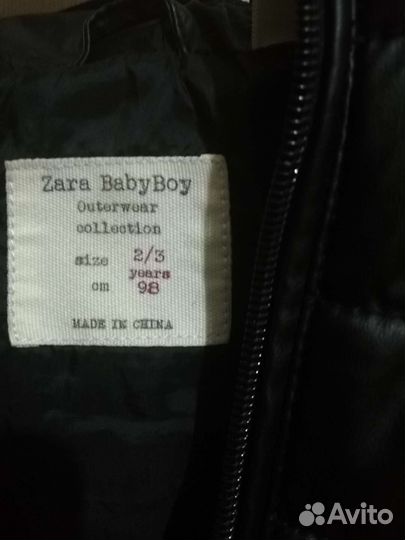 Zara BabyBoy
Outerwear
collection
size 2/3
years
cm 98
MADE IN CHINA
Avito